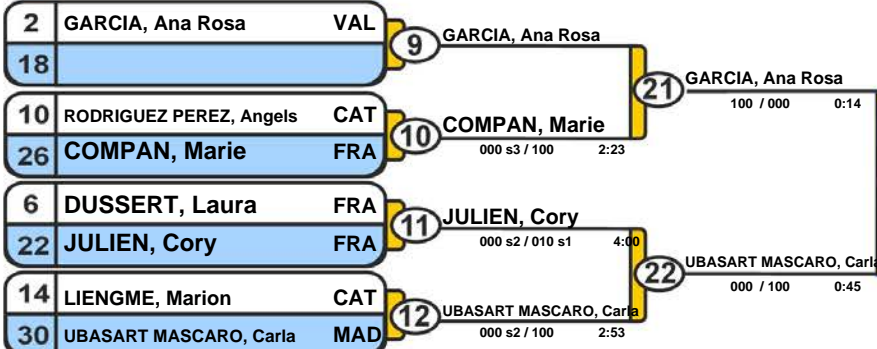 2 GARCIA, Ana Rosa VAL
18
9
GARCIA, Ana Rosa
10 RODRIGUEZ PEREZ, Angels CAT
26 COMPAN, Marie FRA
10
COMPAN, Marie
000 s3 / 100 2:23
21
GARCIA, Ana Rosa
100 / 000 0:14
6 DUSSERT, Laura FRA
22 JULIEN, Cory FRA
11
JULIEN, Cory
000 s2 / 010 s1 4:00
14 LIENGME, Marion CAT
30 UBASART MASCARO, Carla MAD
12
UBASART MASCARO, Carla
000 s2 / 100 2:53
22
UBASART MASCARO, Carla
000 / 100 0:45